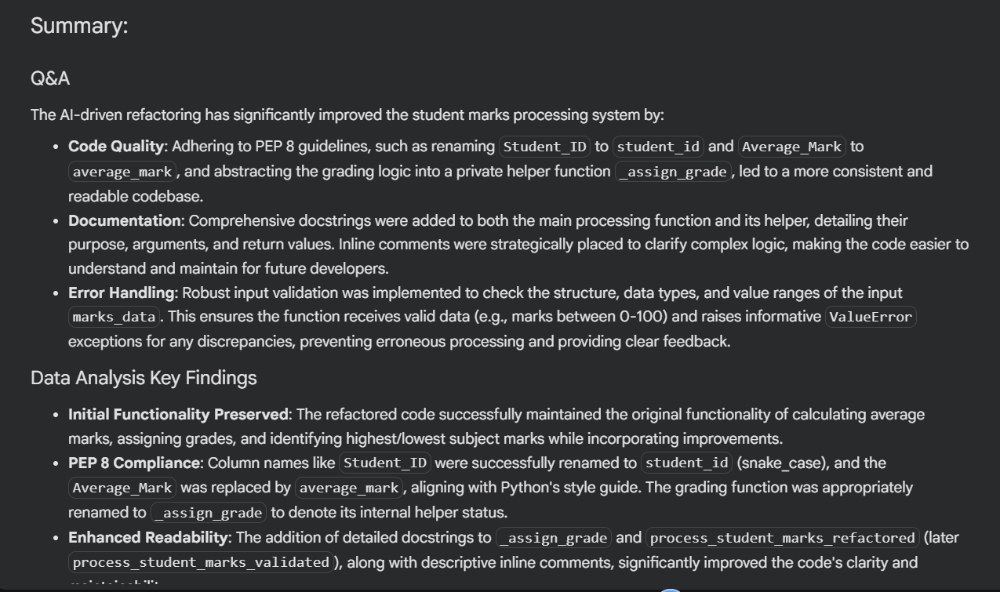 Summary:
Q&A
The AI-driven refactoring has significantly improved the student marks processing system by:
• Code Quality: Adhering to PEP 8 guidelines, such as renaming Student_ID to student_id and Average_Mark to
average_mark, and abstracting the grading logic into a private helper function _assign_grade, led to a more consistent and
readable codebase.
• Documentation: Comprehensive docstrings were added to both the main processing function and its helper, detailing their
purpose, arguments, and return values. Inline comments were strategically placed to clarify complex logic, making the code easier to
understand and maintain for future developers.
• Error Handling: Robust input validation was implemented to check the structure, data types, and value ranges of the input
marks_data. This ensures the function receives valid data (e.g., marks between 0-100) and raises informative ValueError
exceptions for any discrepancies, preventing erroneous processing and providing clear feedback.
Data Analysis Key Findings
• Initial Functionality Preserved: The refactored code successfully maintained the original functionality of calculating average
marks, assigning grades, and identifying highest/lowest subject marks while incorporating improvements.
• PEP 8 Compliance: Column names like Student_ID were successfully renamed to student_id (snake_case), and the
Average_Mark was replaced by average_mark, aligning with Python's style guide. The grading function was appropriately
renamed to _assign_grade to denote its internal helper status.
• Enhanced Readability: The addition of detailed docstrings to _assign_grade and process_student_marks_refactored (later
process_student_marks_validated), along with descriptive inline comments, significantly improved the code's clarity and